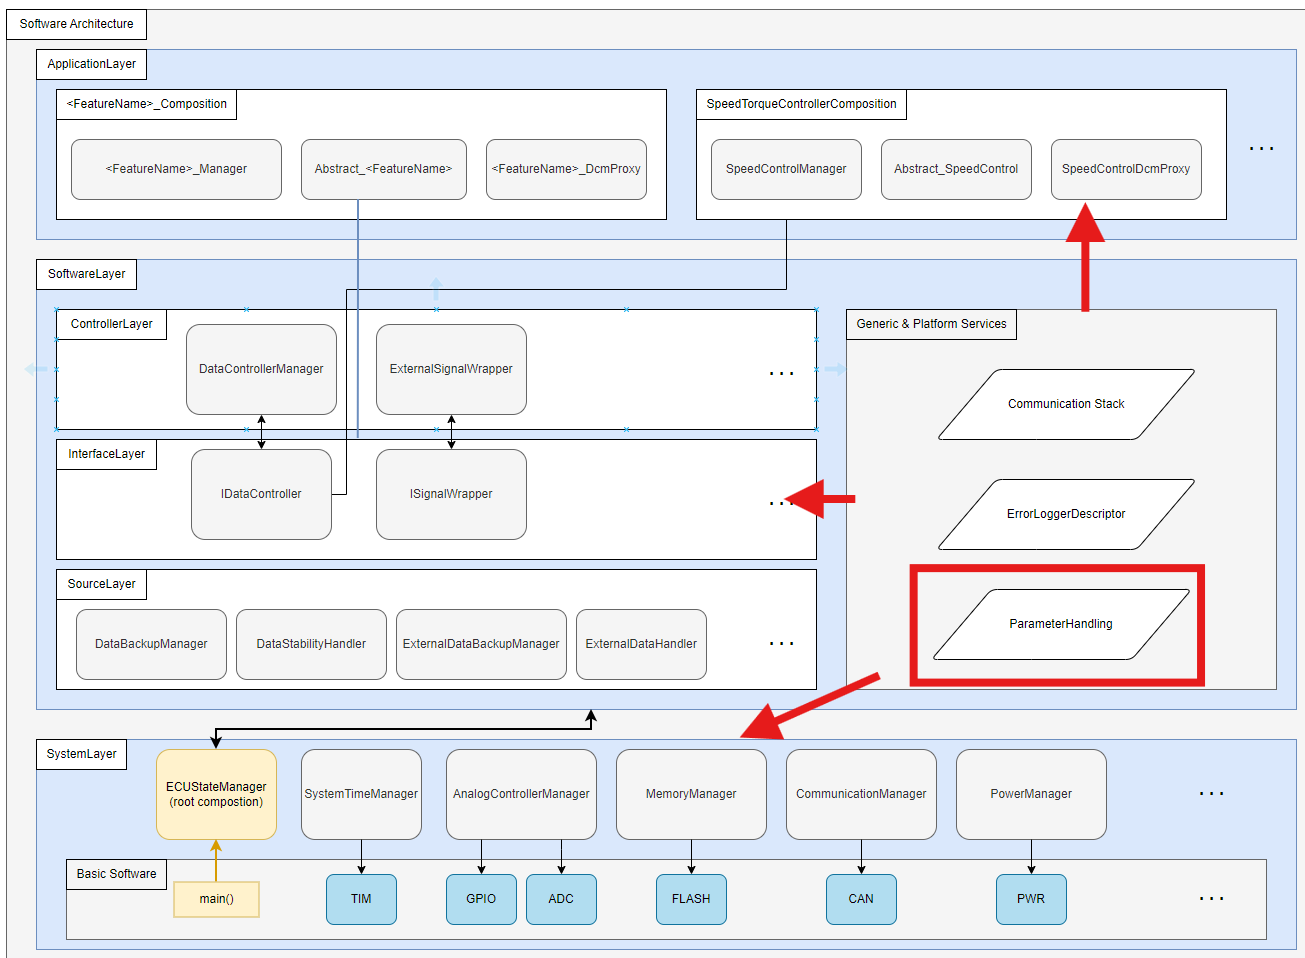 Software Architecture
ApplicationLayer
<FeatureName>_Composition
<FeatureName>_Manager
Abstract_<FeatureName>
<FeatureName>_DcmProxy
SpeedTorqueControllerComposition
SpeedControlManager
Abstract_SpeedControl
SpeedControlDcmProxy
...
SoftwareLayer
ControllerLayer
DataControllerManager
ExternalSignalWrapper
...
InterfaceLayer
IDataController
ISignalWrapper
...
SourceLayer
DataBackupManager
DataStabilityHandler
ExternalDataBackupManager
ExternalDataHandler
...
Generic & Platform Services
Communication Stack
ErrorLoggerDescriptor
ParameterHandling
SystemLayer
ECUStateManager
(root compostion)
SystemTimeManager
AnalogControllerManager
MemoryManager
CommunicationManager
PowerManager
...
Basic Software
main()
TIM
GPIO
ADC
FLASH
CAN
PWR
...